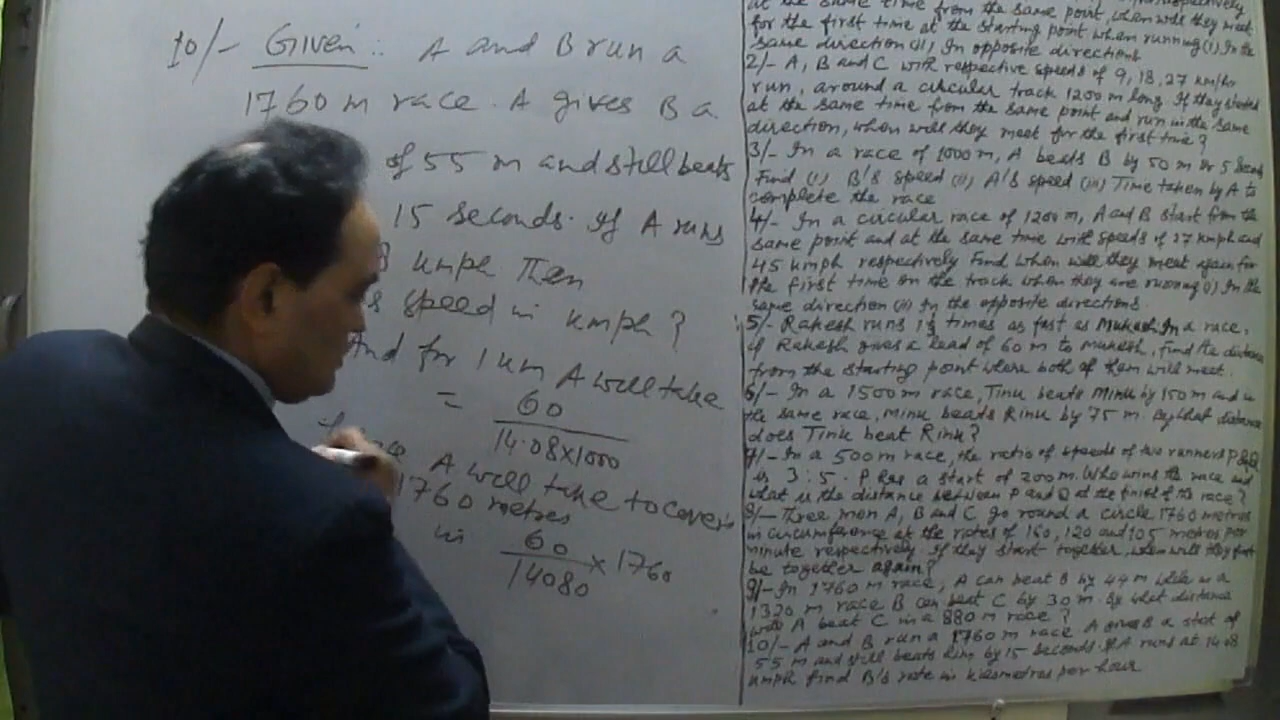 10/- Given :: A and B run a
1760 m race. A gives B a
of 55 m and still beats
15 seconds. If A runs
8 kmph Then
speed in kmph ?
And for 1 km A will take
= 60
14.08x1000
A will take to cover
1760 metres
in 60 x 1760
14080
at the same time from the same point, when will they meet
for the first time at the starting point when running (i) In the
same direction (ii) In opposite directions
2/- A, B and C with respective speeds of 9, 18, 27 km/hr
run, around a circular track 1200 m long. If they started
at the same time from the same point and run in the same
direction, when will they meet for the first time?
3/- In a race of 1000 m, A beats B by 50 m or 5 seconds
Find (i) B's speed (ii) A's speed (iii) Time taken by A to
complete the race
4/- In a circular race of 1200 m, A and B start from the
same point and at the same time with speeds of 27 kmph and
45 kmph respectively Find when will they meet again for
the first time on the track when they are running (i) In the
same direction (ii) In the opposite directions.
5/- Rakesh runs times as fast as Mukesh. In a race,
if Rakesh gives a lead of 60 m to Mukesh, find the distance
from the starting point where both of them will meet.
6/- In a 1500 m race, Tinu beats Minu by 150 m and in
the same race, Minu beats Rinu by 75 m. By what distance
does Tinu beat Rinu?
7/- In a 500 m race, the ratio of speeds of two runners P & Q
is 3 : 5. P has a start of 200 m. Who wins the race and
what is the distance between P and Q at the finish of the race?
8/- Three men A, B and C go round a circle 1760 metres
in circumference at the rates of 160, 120 and 105 metres per
minute respectively If they start together, when will they first
be together again?
9/- In 1760 m race, A can beat B by 44 m while in a
1320 m race B can beat C by 30 m. By what distance
will A beat C in a 880 m race?
10/- A and B run a 1760 m race A gives B a start of
55 m and still beats him by 15 seconds. If A runs at 14.08
kmph find B's rate in kilometres per hour